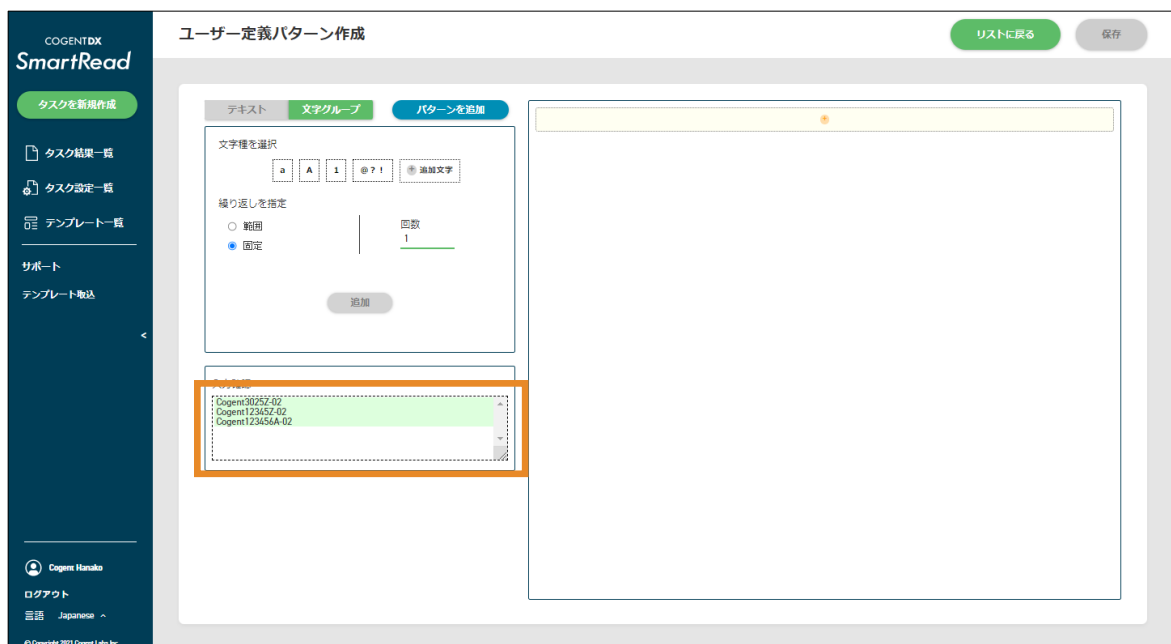 COGENTDX
SmartRead
タスクを新規作成
タスク結果一覧
タスク設定一覧
テンプレート一覧
サポート
テンプレート取込
<
Cogent Hanako
ログアウト
言語 Japanese
© Copyright 2021 Cogent Labs Inc.
ユーザー定義パターン作成
リストに戻る
保存
テキスト
文字グループ
パターンを追加
文字種を選択
a A 1 @?! 追加文字
繰り返しを指定
範囲
固定
回数
1
追加
Cogent3025Z-02
Cogent12345Z-02
Cogent123456A-02